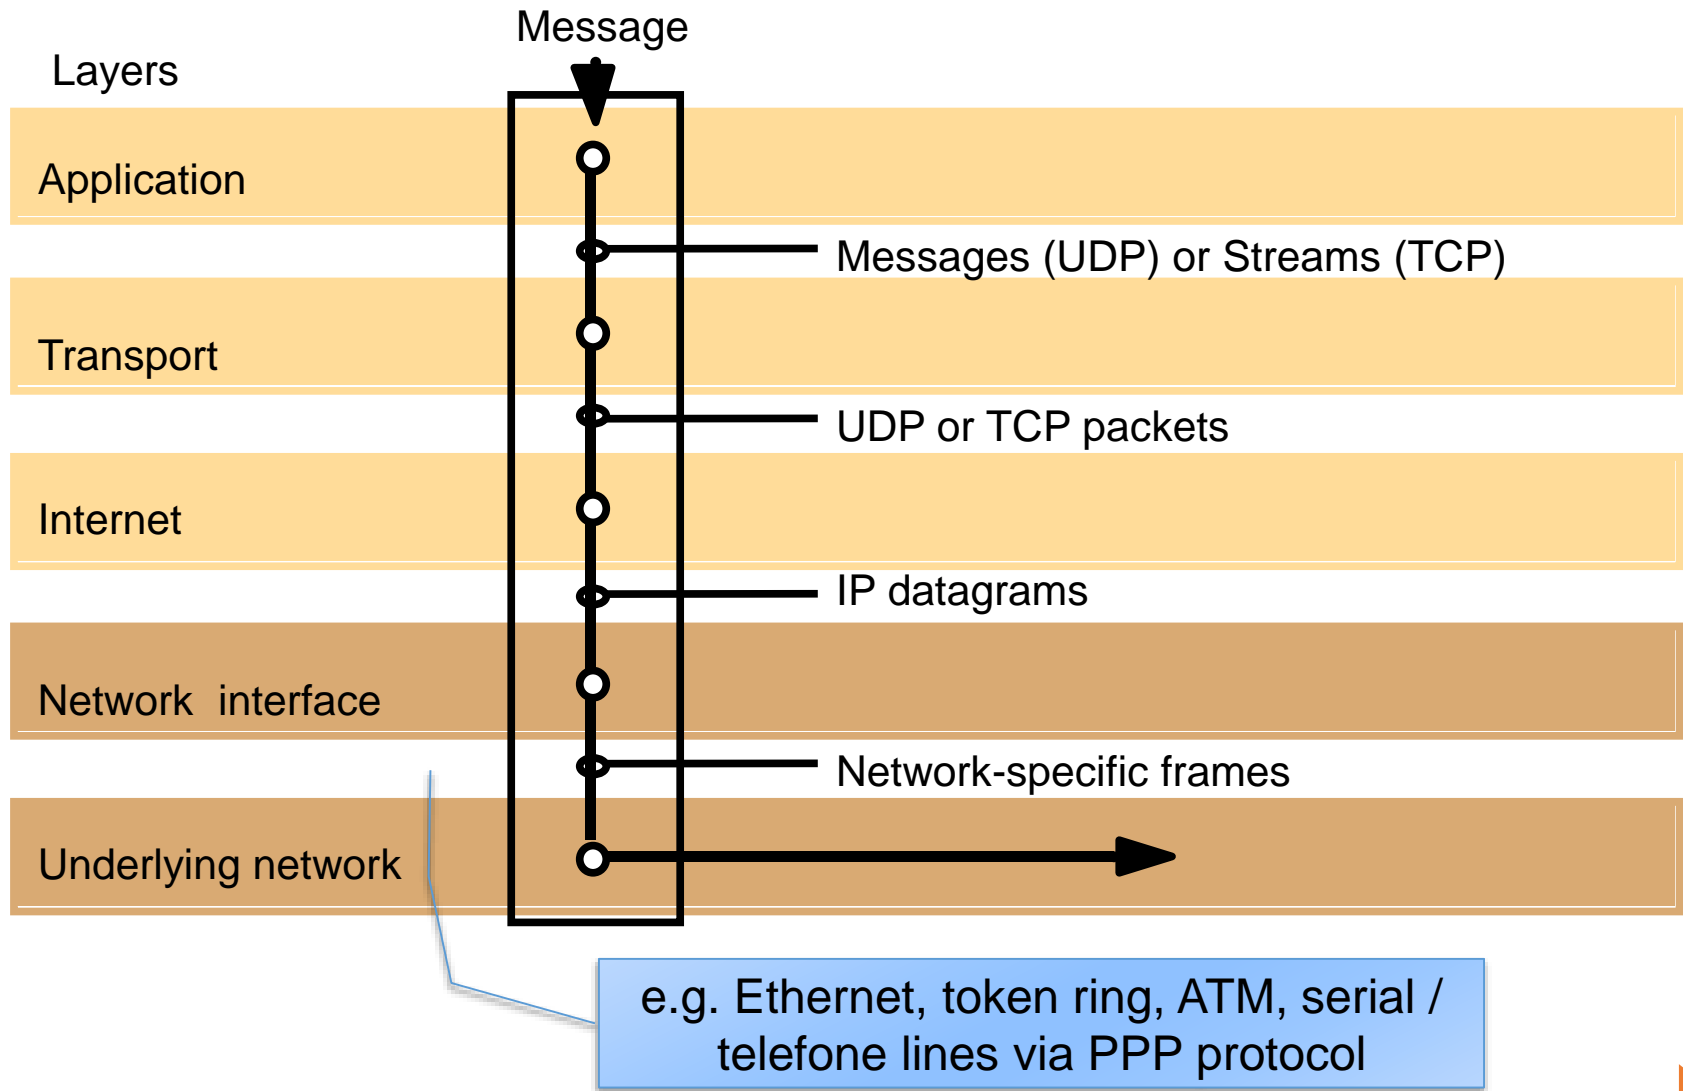 Message
Layers
Application
Messages (UDP) or Streams (TCP)
Transport
UDP or TCP packets
Internet
IP datagrams
Network interface
Network-specific frames
Underlying network
e.g. Ethernet, token ring, ATM, serial /
telefone lines via PPP protocol